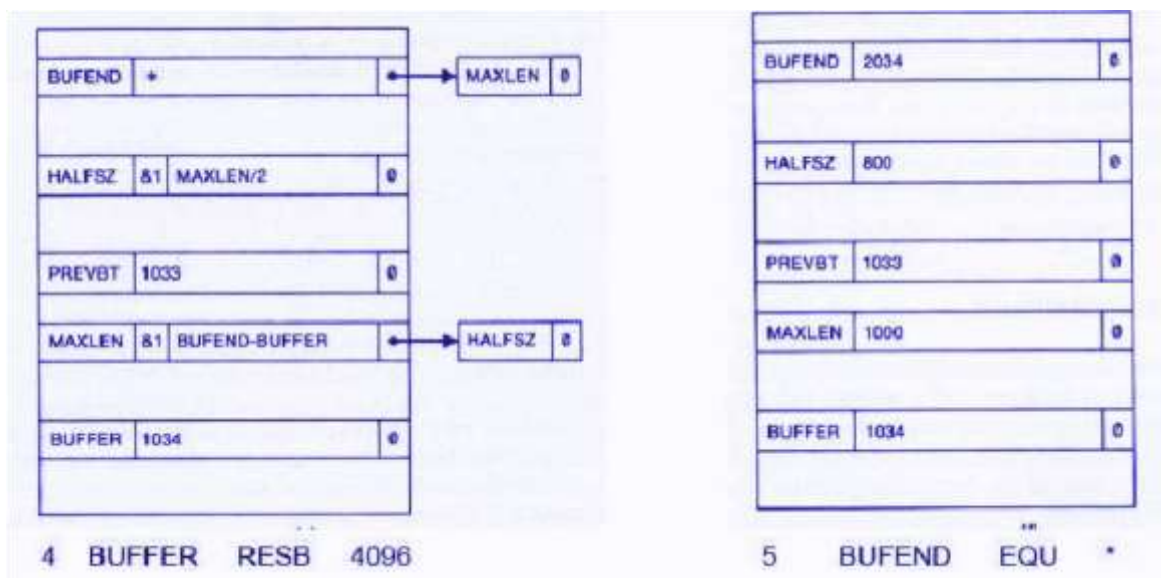 BUFEND * MAXLEN 0
HALFSZ &1 MAXLEN/2 0
PREVBT 1033 0
MAXLEN &1 BUFEND-BUFFER HALFSZ 0
BUFFER 1034 0
4 BUFFER RESB 4096
BUFEND 2034 0
HALFSZ 800 0
PREVBT 1033 0
MAXLEN 1000 0
BUFFER 1034 0
5 BUFEND EQU *